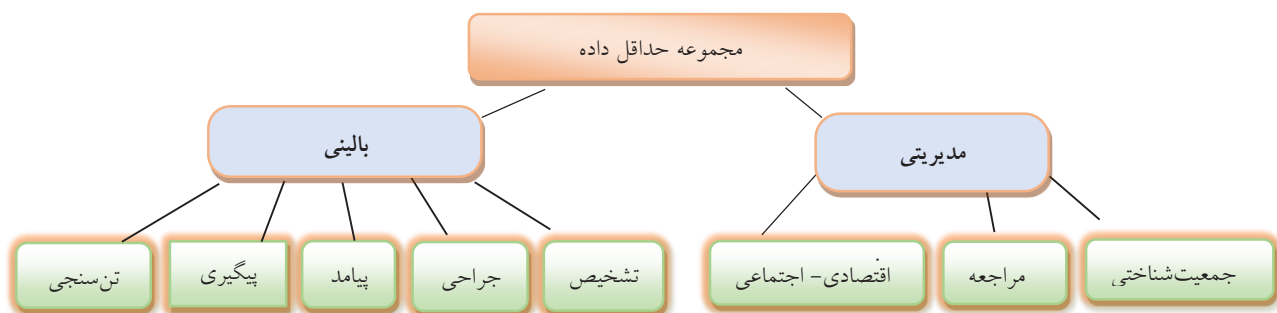 مجموعه حداقل داده
مدیریتی
بالینی
جمعیت‌شناختی
مراجعه
اقتصادی- اجتماعی
تشخیص
جراحی
پیامد
پیگیری
تن‌سنجی